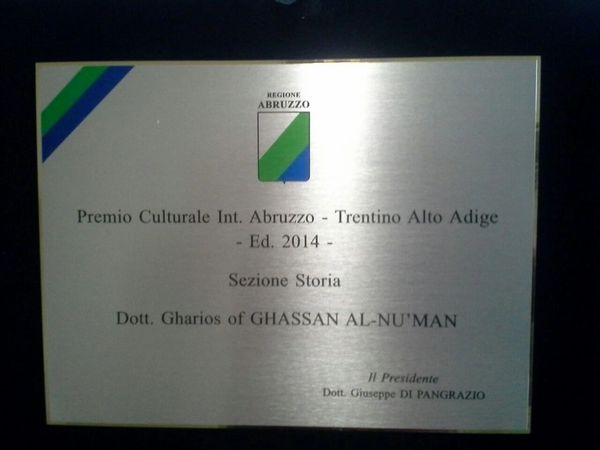 REGIONE
ABRUZZO
Premio Culturale Int. Abruzzo - Trentino Alto Adige
- Ed. 2014 -
Sezione Storia
Dott. Gharios of GHASSAN AL-NU'MAN
Il Presidente
Dott. Giuseppe DI PANGRAZIO